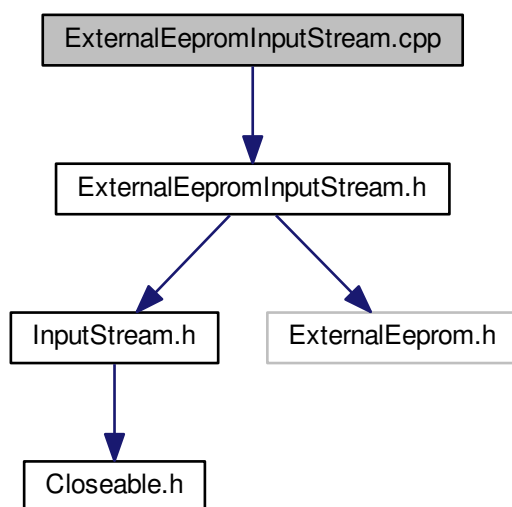 ExternalEepromInputStream.cpp
ExternalEepromInputStream.h
InputStream.h
ExternalEeprom.h
Closeable.h